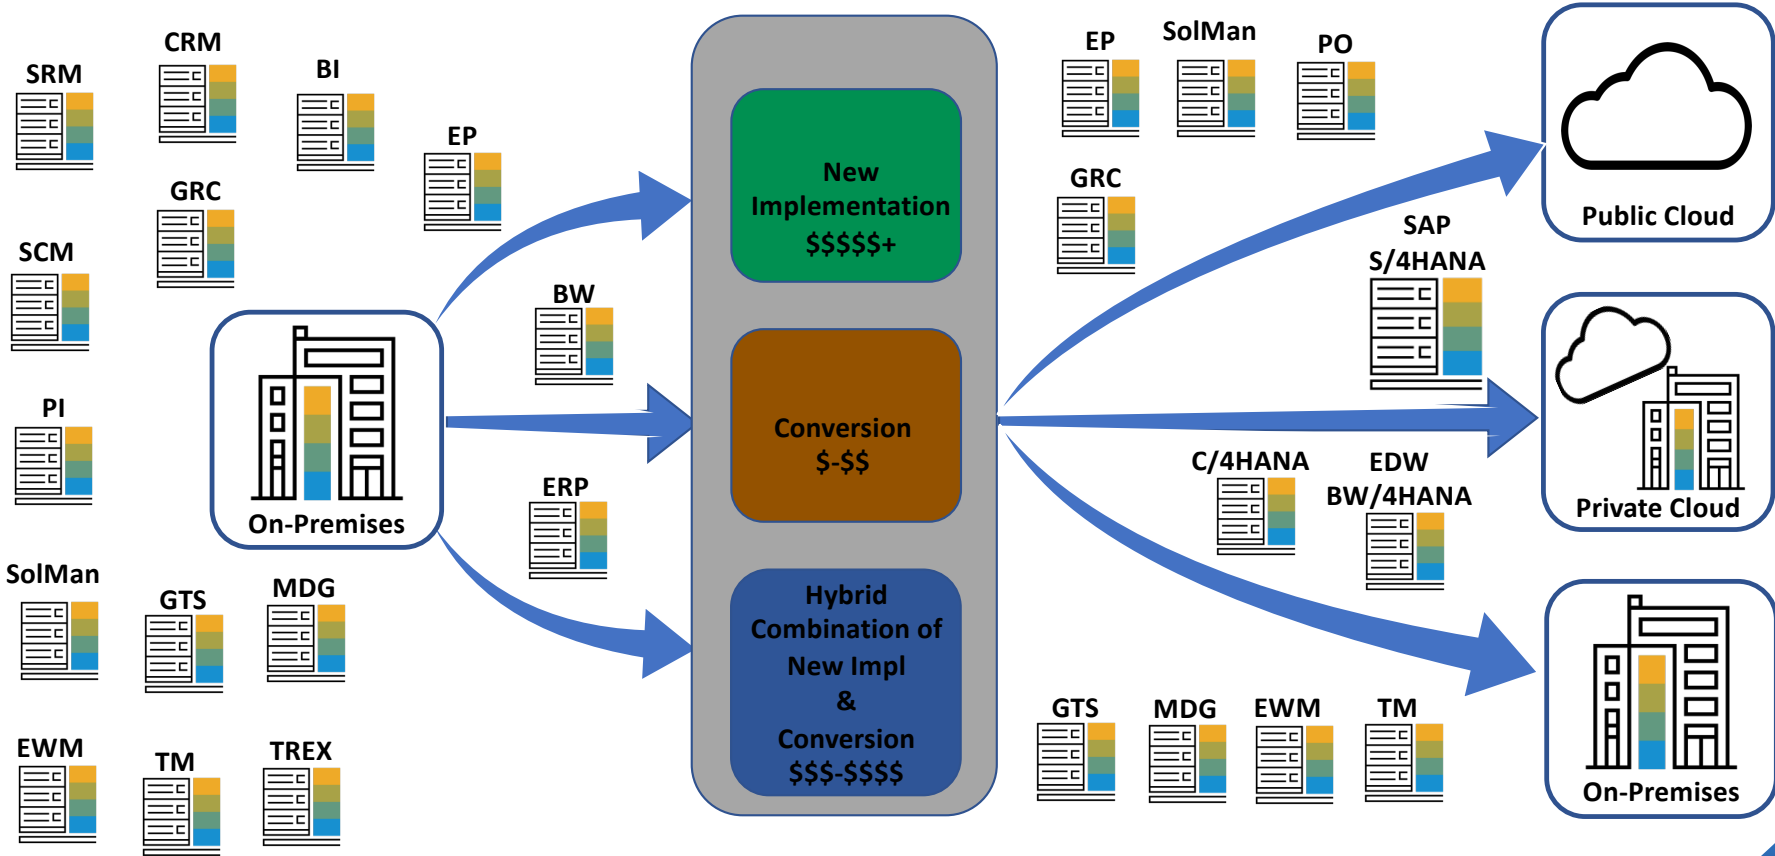 SRM
CRM
BI
EP
GRC
SCM
BW
PI
On-Premises
ERP
SolMan
GTS
MDG
EWM
TM
TREX
New
Implementation
$$$$$+
Conversion
$-$$
Hybrid
Combination of
New Impl
&
Conversion
$$$-$$$$
EP
SolMan
PO
GRC
SAP
S/4HANA
C/4HANA
EDW
BW/4HANA
GTS
MDG
EWM
TM
Public Cloud
Private Cloud
On-Premises